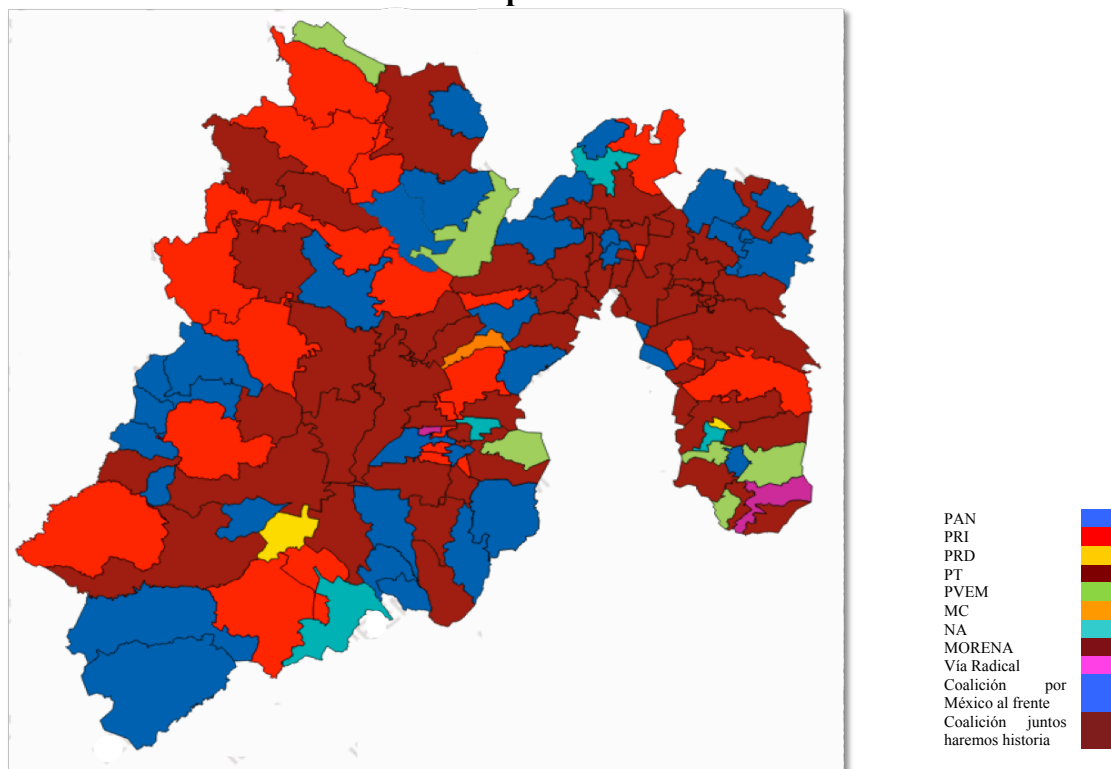 PAN
PRI
PRD
PT
PVEM
MC
NA
MORENA
Vía Radical
Coalición por
México al frente
Coalición juntos
haremos historia